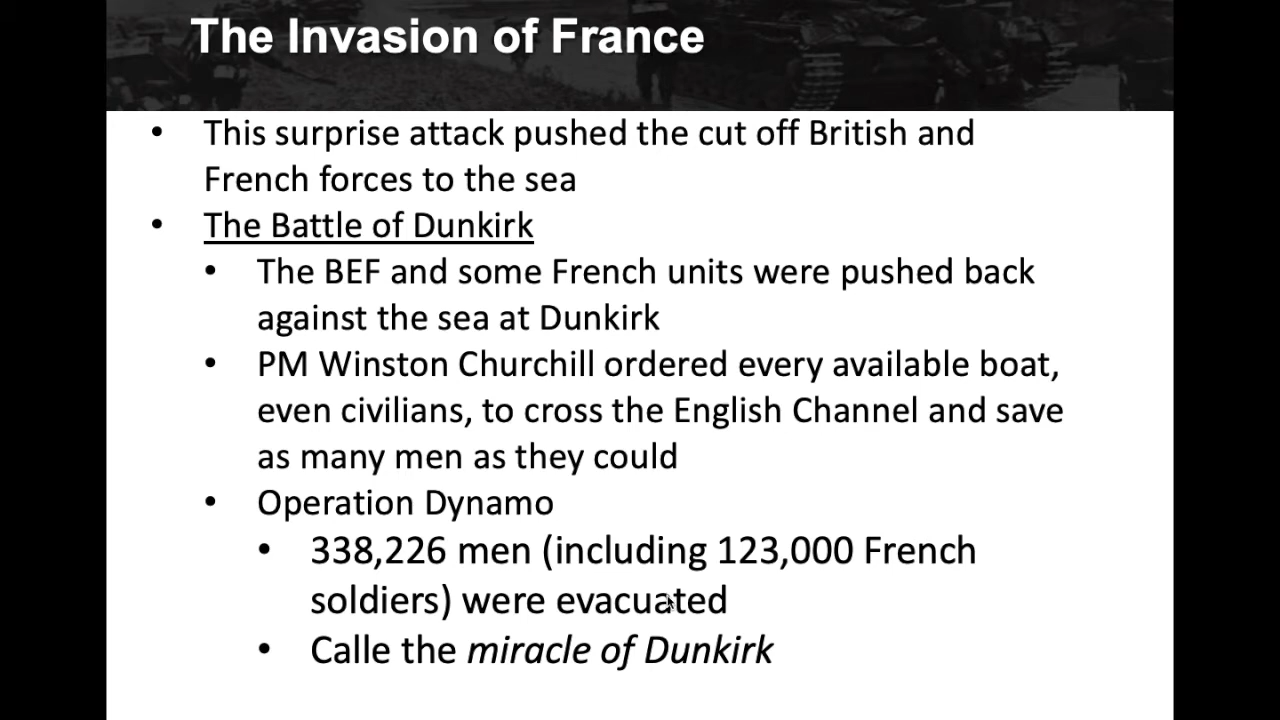 The Invasion of France
• This surprise attack pushed the cut off British and
French forces to the sea
• The Battle of Dunkirk
• The BEF and some French units were pushed back
against the sea at Dunkirk
• PM Winston Churchill ordered every available boat,
even civilians, to cross the English Channel and save
as many men as they could
• Operation Dynamo
• 338,226 men (including 123,000 French
soldiers) were evacuated
• Calle the miracle of Dunkirk